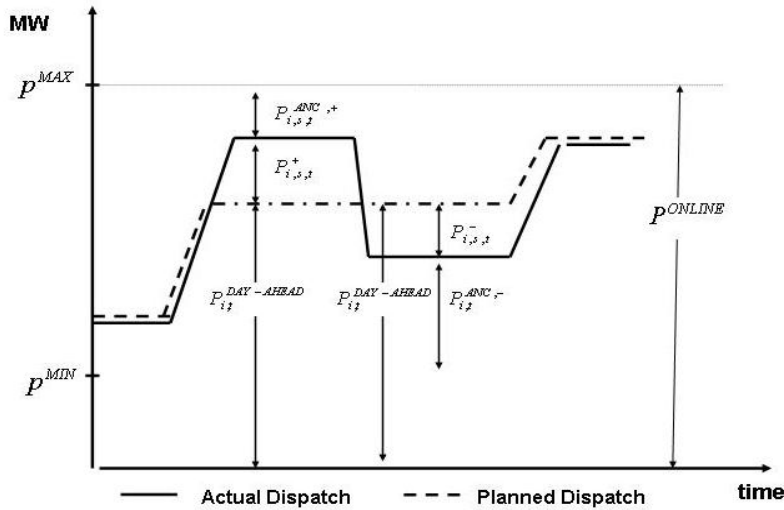 MW
P^{MAX}
P_{i,s,t}^{ANC,+}
P_{i,s,t}^{+}
P^{ONLINE}
P_{i,s,t}^{-}
P_{i,t}^{DAY-AHEAD}
P_{i,t}^{DAY-AHEAD}
P_{i,t}^{ANC,-}
P^{MIN}
time
Actual Dispatch
Planned Dispatch